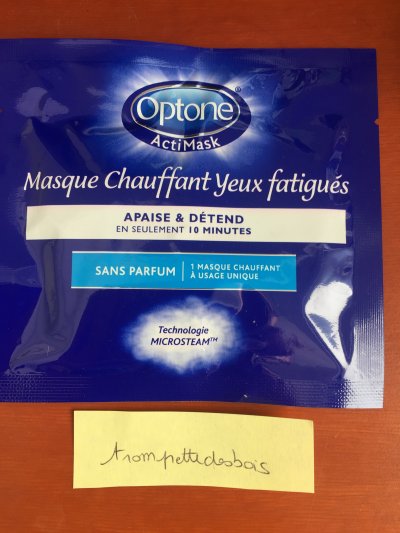 Optone®
ActiMask
Masque Chauffant Yeux fatigués
APAISE & DÉTEND
EN SEULEMENT 10 MINUTES
SANS PARFUM
1 MASQUE CHAUFFANT
À USAGE UNIQUE
Technologie
MICROSTEAM™
trompettedesbois